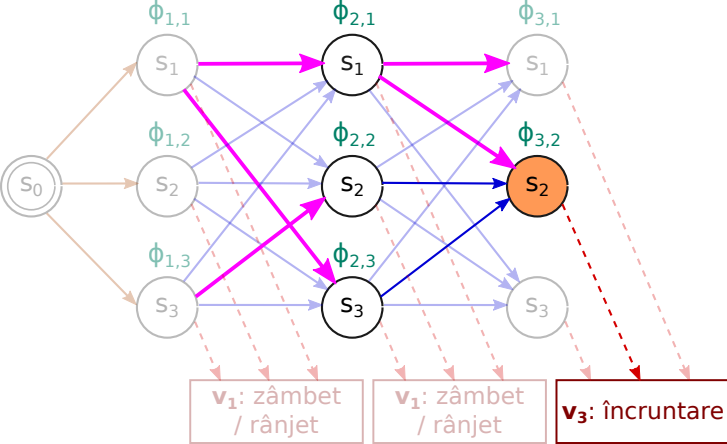 ϕ1,1 ϕ2,1 ϕ3,1
s1 s1 s1
ϕ1,2 ϕ2,2 ϕ3,2
s0 s2 s2 s2
ϕ1,3 ϕ2,3
s3 s3 s3
v1: zâmbet
/ rânjet
v1: zâmbet
/ rânjet
v3: încruntare